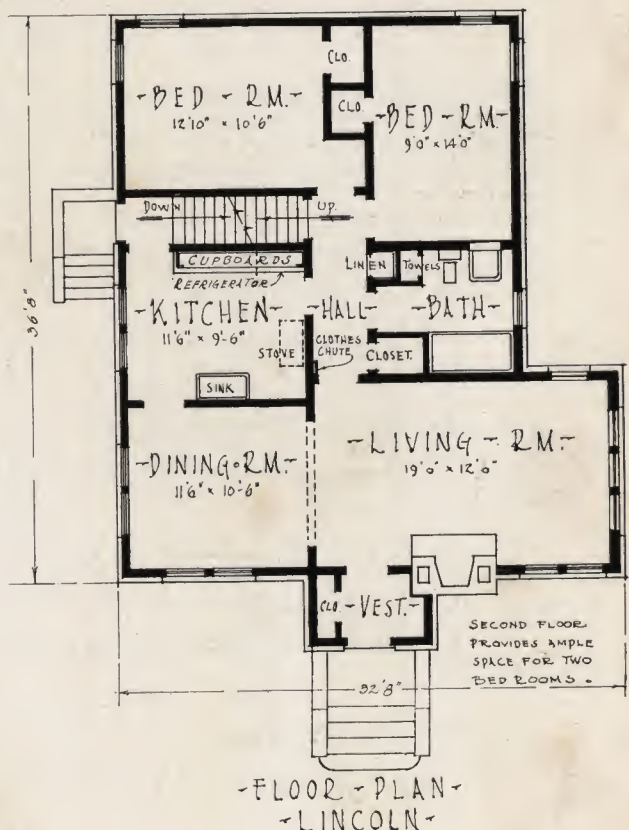 CLO.
-BED-RM.-
12'10" x 10'6"
CLO.
-BED-RM-
9'0" x 14'0"
DOWN
UP.
CUPBOARDS
REFRIGERATOR
LINEN
TOWELS
-KITCHEN-
11'6" x 9'-6"
-HALL-
-BATH-
STOVE
CLOTHES
CHUTE
CLOSET.
SINK
36'8"
-DINING-RM.-
11'6" x 10'-6"
-LIVING-RM.-
19'0" x 12'0"
CLO.
-VEST.-
SECOND FLOOR
PROVIDES AMPLE
SPACE FOR TWO
BED ROOMS.
32'8"
-FLOOR-PLAN-
-LINCOLN-